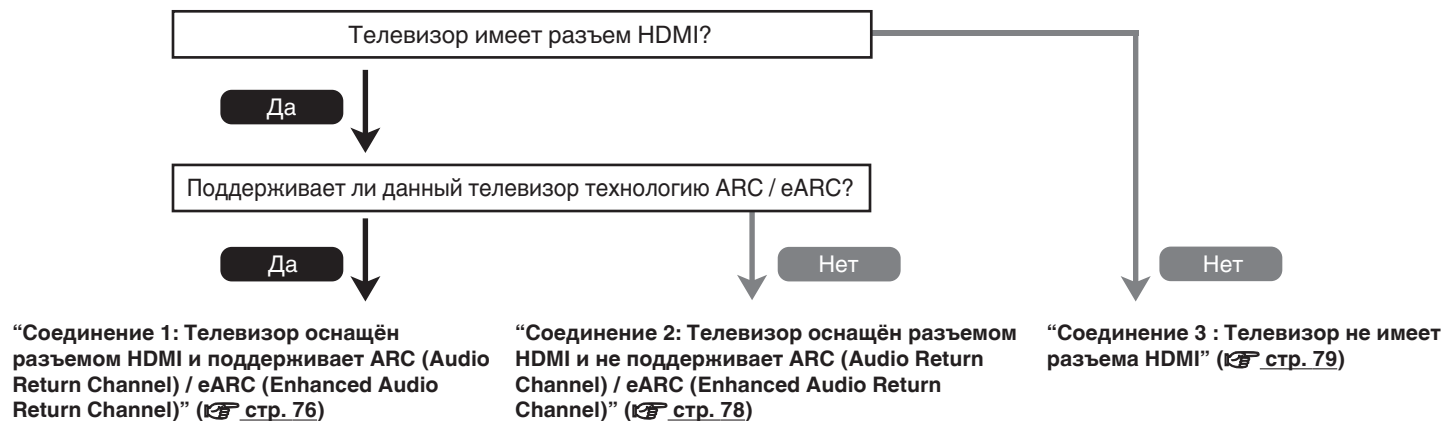 Телевизор имеет разъем HDMI?
Да
Поддерживает ли данный телевизор технологию ARC / eARC?
Да
Нет
Нет
“Соединение 1: Телевизор оснащён
разъемом HDMI и поддерживает ARC (Audio
Return Channel) / eARC (Enhanced Audio
Return Channel)” (стр. 76)
“Соединение 2: Телевизор оснащён разъемом
HDMI и не поддерживает ARC (Audio Return
Channel) / eARC (Enhanced Audio Return
Channel)” (стр. 78)
“Соединение 3 : Телевизор не имеет
разъема HDMI” (стр. 79)